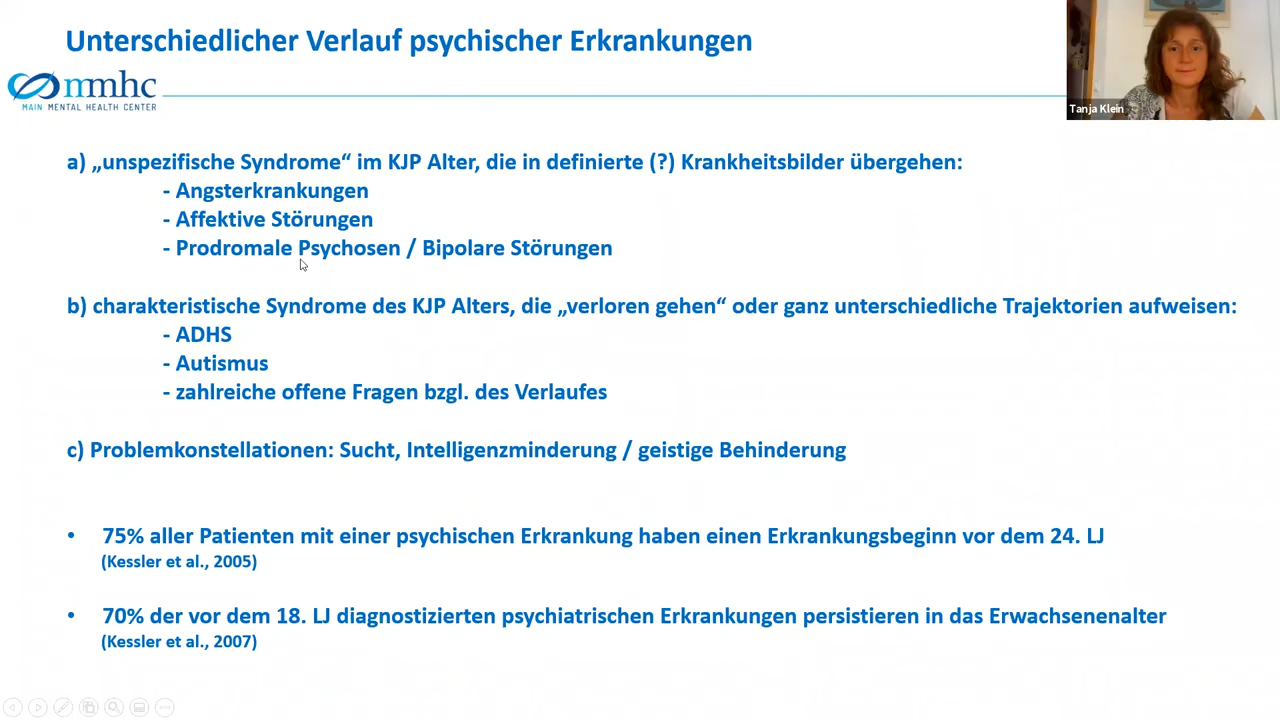 Unterschiedlicher Verlauf psychischer Erkrankungen
mmhc
MAIN MENTAL HEALTH CENTER
Tanja Klein
a) „unspezifische Syndrome“ im KJP Alter, die in definierte (?) Krankheitsbilder übergehen:
- Angsterkrankungen
- Affektive Störungen
- Prodromale Psychosen / Bipolare Störungen
b) charakteristische Syndrome des KJP Alters, die „verloren gehen“ oder ganz unterschiedliche Trajektorien aufweisen:
- ADHS
- Autismus
- zahlreiche offene Fragen bzgl. des Verlaufes
c) Problemkonstellationen: Sucht, Intelligenzminderung / geistige Behinderung
• 75% aller Patienten mit einer psychischen Erkrankung haben einen Erkrankungsbeginn vor dem 24. LJ
(Kessler et al., 2005)
• 70% der vor dem 18. LJ diagnostizierten psychiatrischen Erkrankungen persistieren in das Erwachsenenalter
(Kessler et al., 2007)